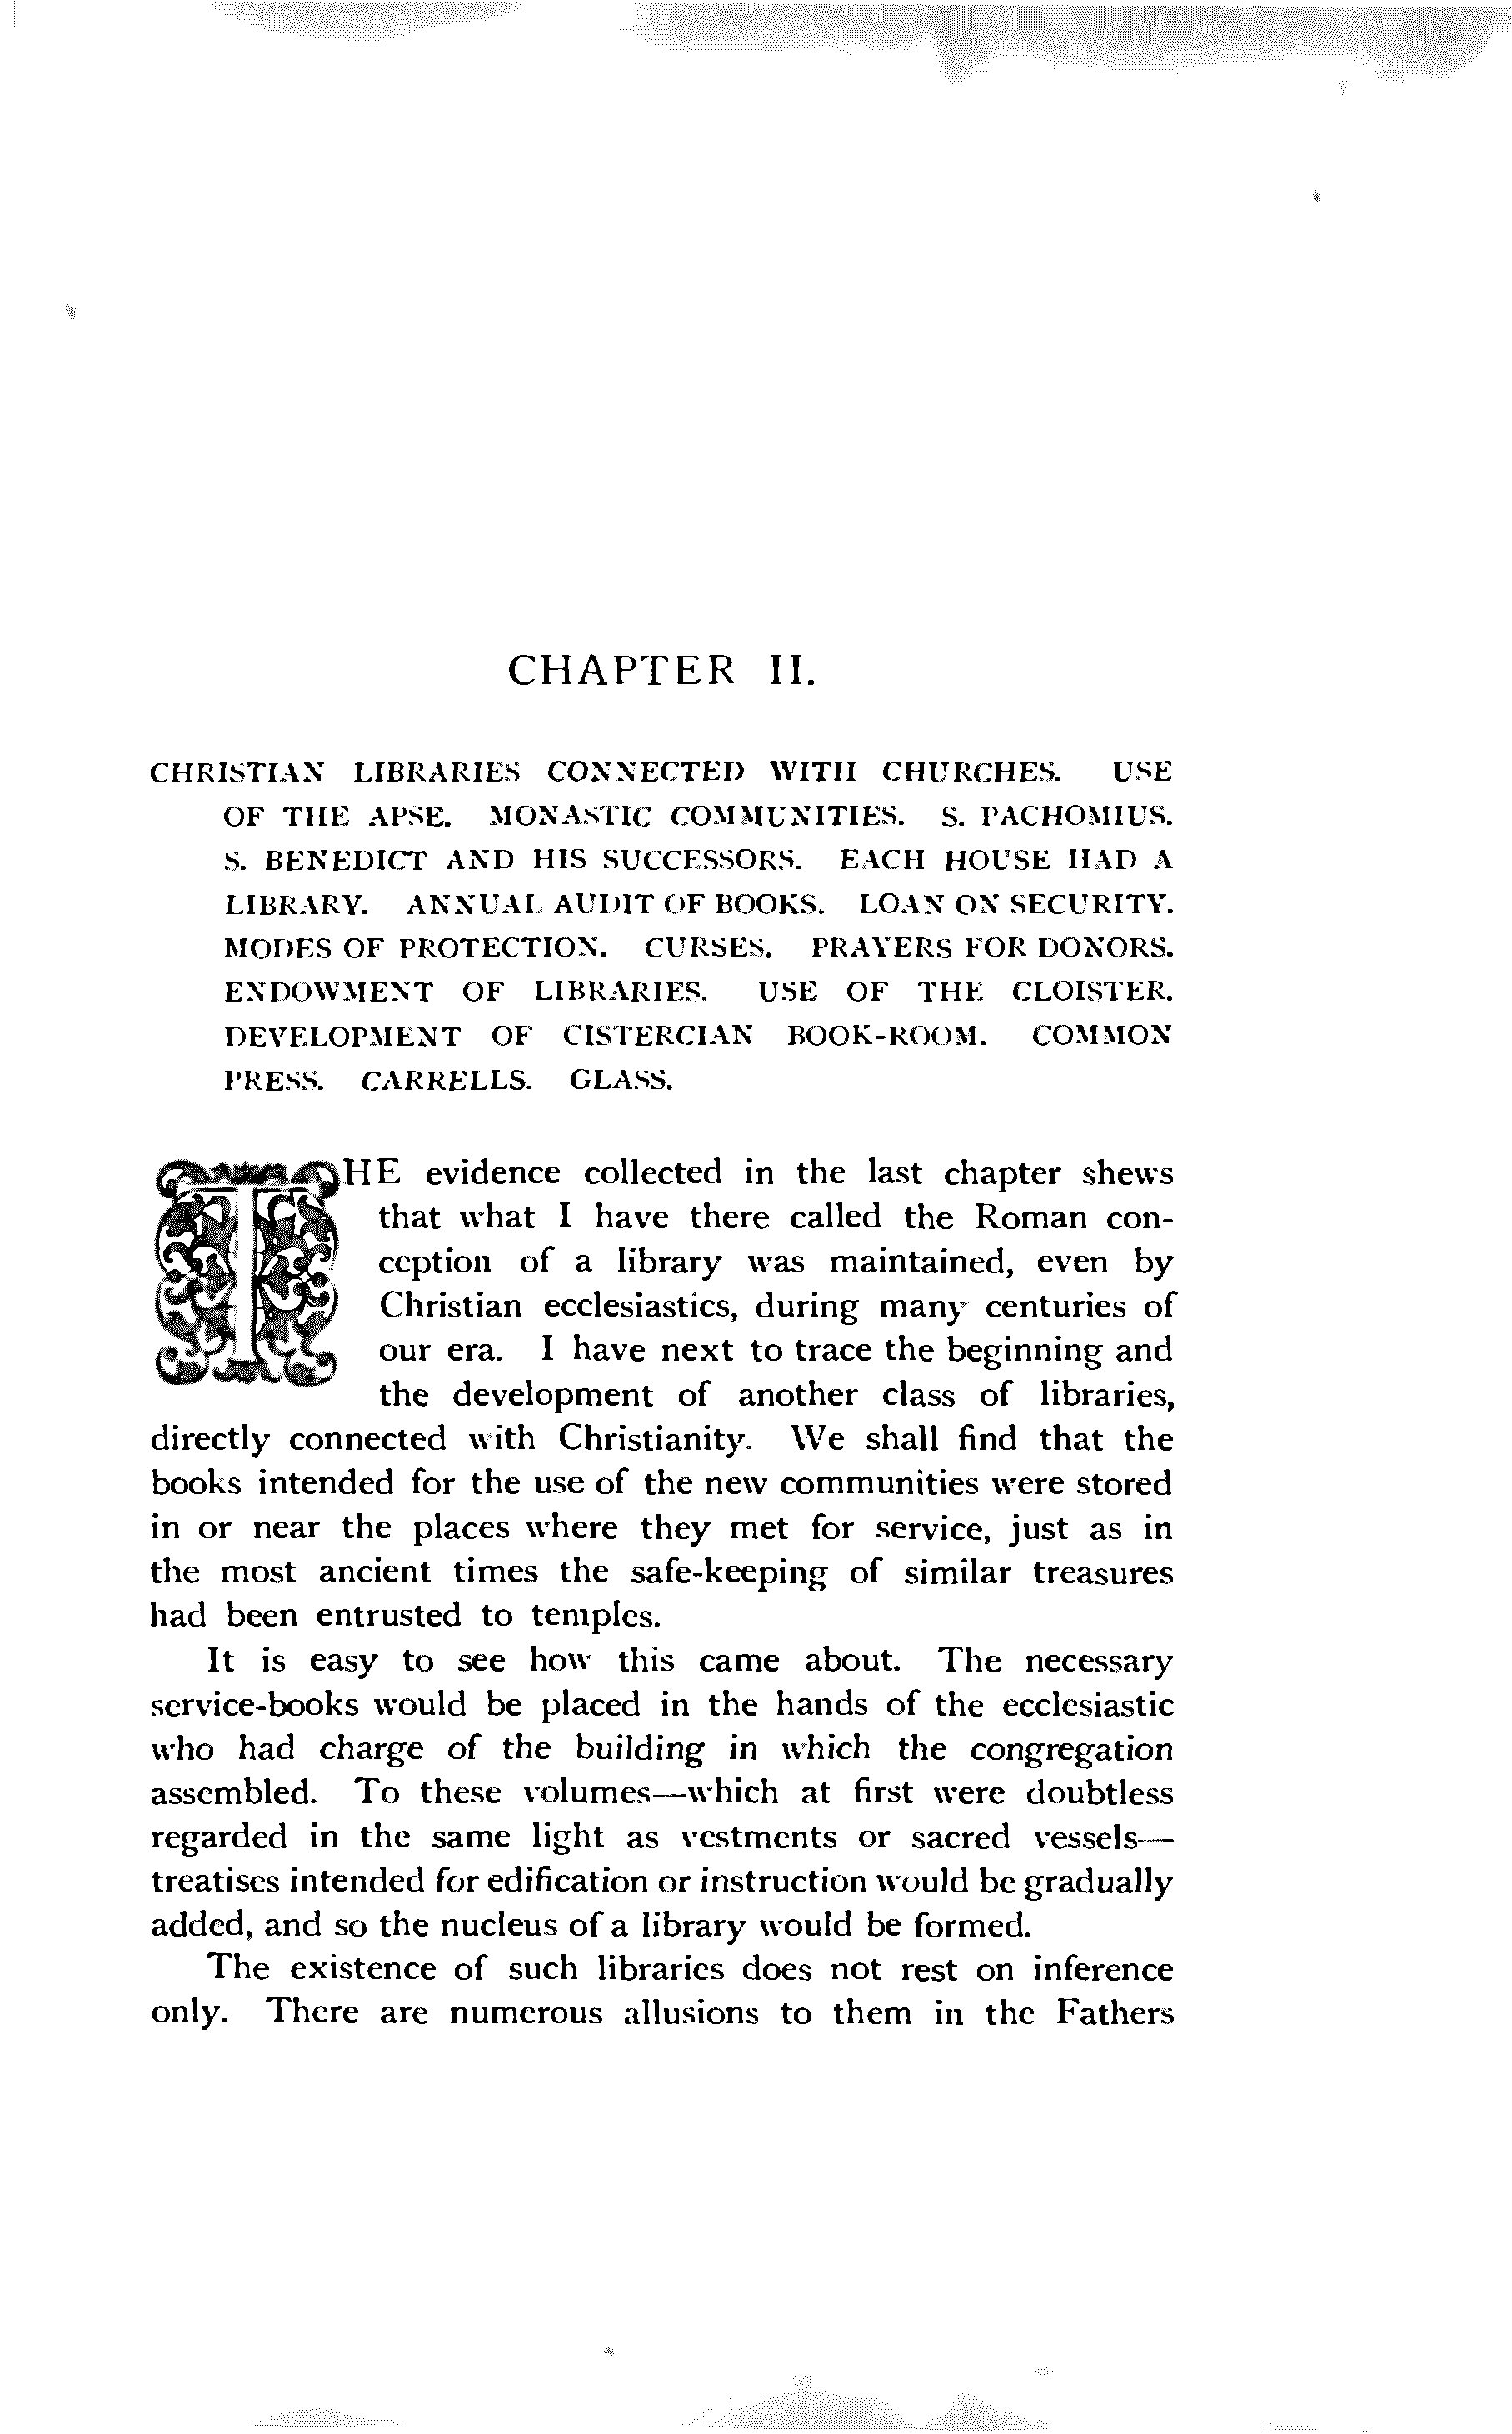 CHAPTER II.
CHRISTIAN LIBRARIES CONNECTED WITH CHURCHES. USE
OF THE APSE. MONASTIC COMMUNITIES. S. PACHOMIUS.
S. BENEDICT AND HIS SUCCESSORS. EACH HOUSE HAD A
LIBRARY. ANNUAL AUDIT OF BOOKS. LOAN ON SECURITY.
MODES OF PROTECTION. CURSES. PRAYERS FOR DONORS.
ENDOWMENT OF LIBRARIES. USE OF THE CLOISTER.
DEVELOPMENT OF CISTERCIAN BOOK-ROOM. COMMON
PRESS. CARRELLS. GLASS.
THE evidence collected in the last chapter shews
that what I have there called the Roman con-
ception of a library was maintained, even by
Christian ecclesiastics, during many centuries of
our era. I have next to trace the beginning and
the development of another class of libraries,
directly connected with Christianity. We shall find that the
books intended for the use of the new communities were stored
in or near the places where they met for service, just as in
the most ancient times the safe-keeping of similar treasures
had been entrusted to temples.
It is easy to see how this came about. The necessary
service-books would be placed in the hands of the ecclesiastic
who had charge of the building in which the congregation
assembled. To these volumes—which at first were doubtless
regarded in the same light as vestments or sacred vessels—
treatises intended for edification or instruction would be gradually
added, and so the nucleus of a library would be formed.
The existence of such libraries does not rest on inference
only. There are numerous allusions to them in the Fathers